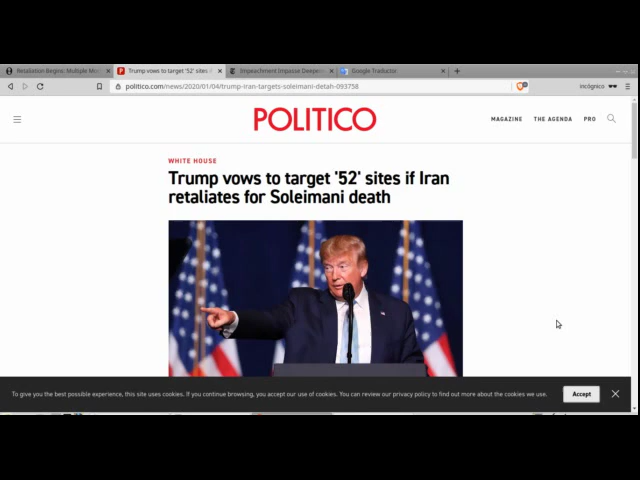 Retaliation Begins: Multiple Mo
Trump vows to target '52' sites i
Impeachment Impasse Deepen
Google Traductor
politico.com/news/2020/01/04/trump-iran-targets-soleimani-detah-093758
Incógnito
POLITICO
MAGAZINE
THE AGENDA
PRO
WHITE HOUSE
Trump vows to target '52' sites if Iran
retaliates for Soleimani death
To give you the best possible experience, this site uses cookies. If you continue browsing, you accept our use of cookies. You can review our privacy policy to find out more about the cookies we use.
Accept